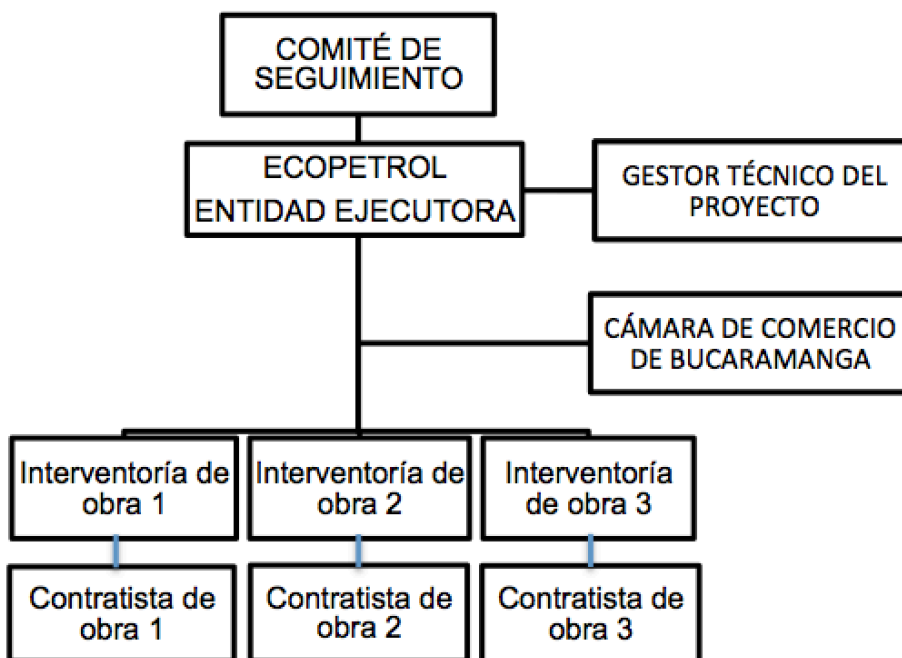 COMITÉ DE
SEGUIMIENTO
ECOPETROL
ENTIDAD EJECUTORA
GESTOR TÉCNICO DEL
PROYECTO
CÁMARA DE COMERCIO
DE BUCARAMANGA
Interventoría de
obra 1
Interventoría de
obra 2
Interventoría
de obra 3
Contratista de
obra 1
Contratista de
obra 2
Contratista de
obra 3